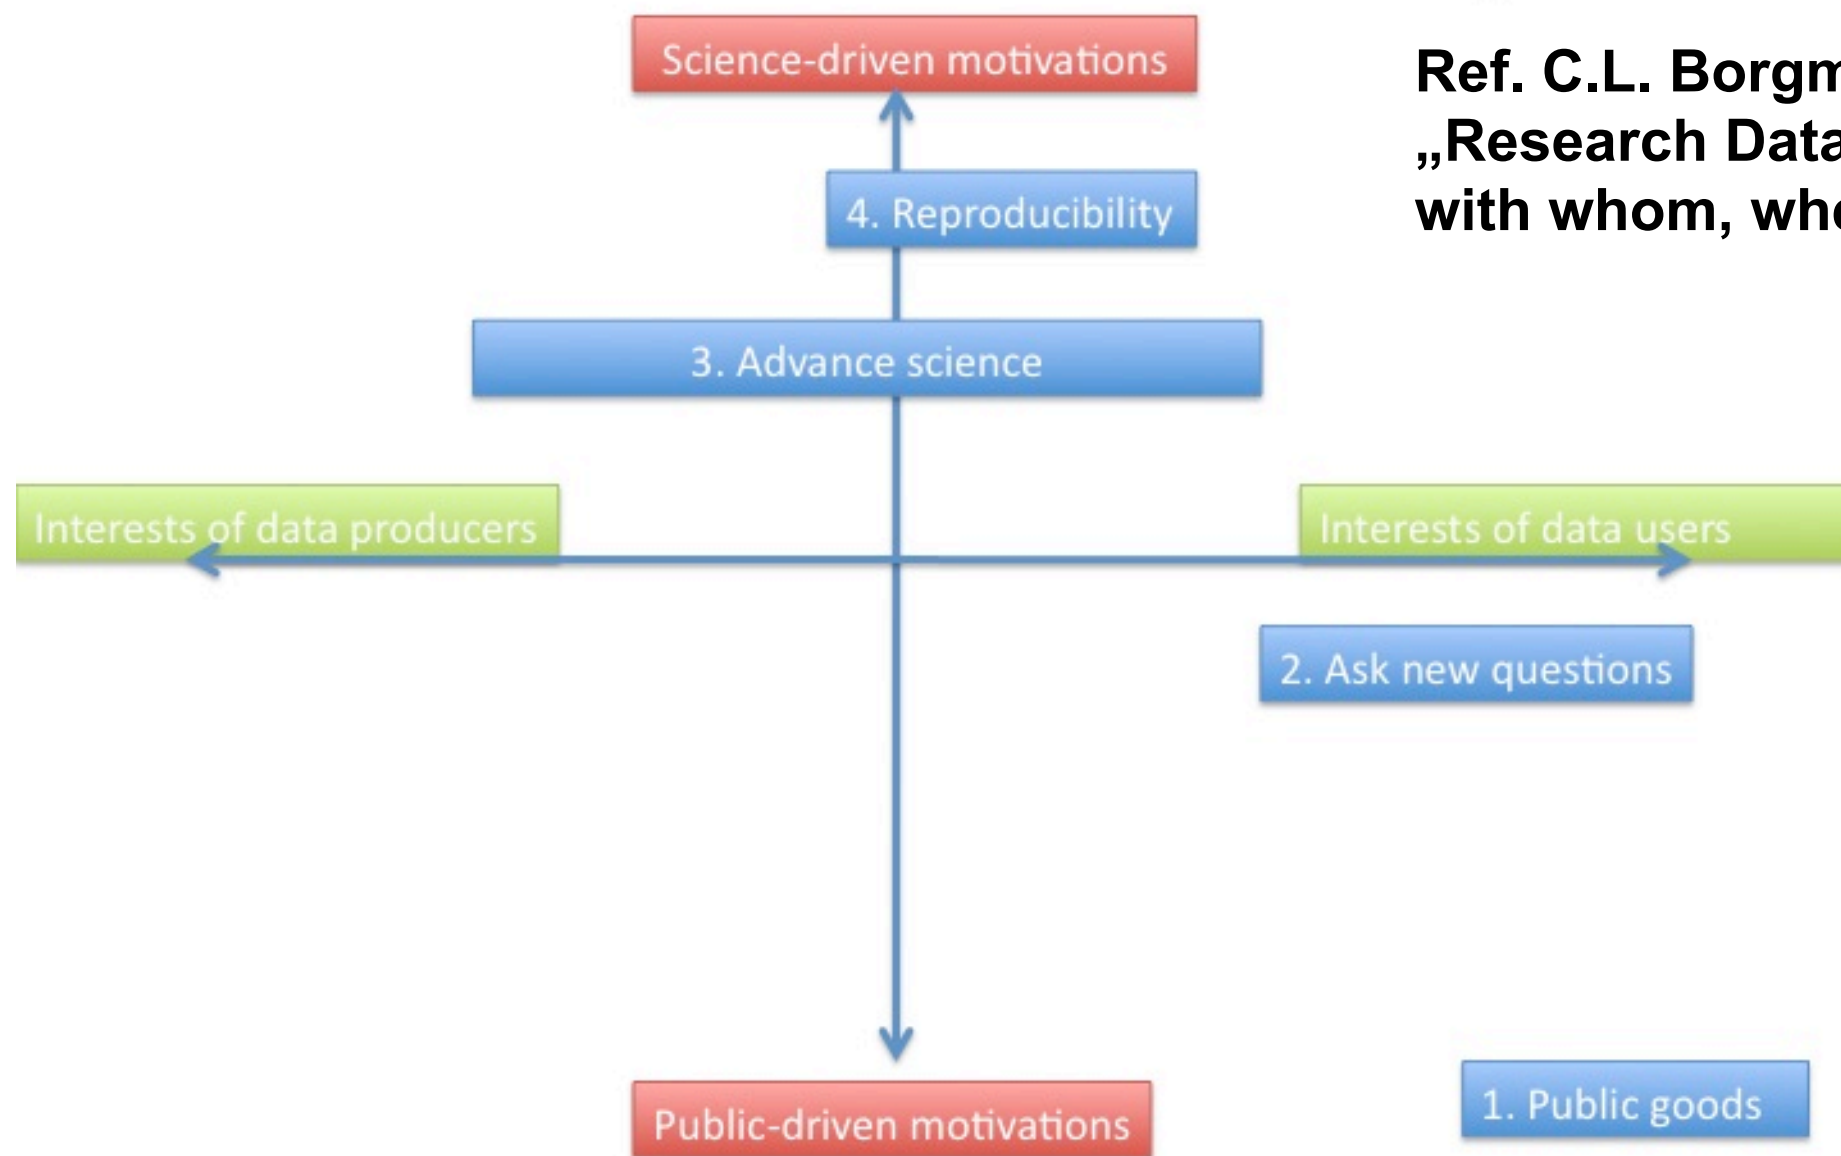 Science-driven motivations
Ref. C.L. Borgm
„Research Data
with whom, whe
4. Reproducibility
3. Advance science
Interests of data producers
Interests of data users
2. Ask new questions
1. Public goods
Public-driven motivations